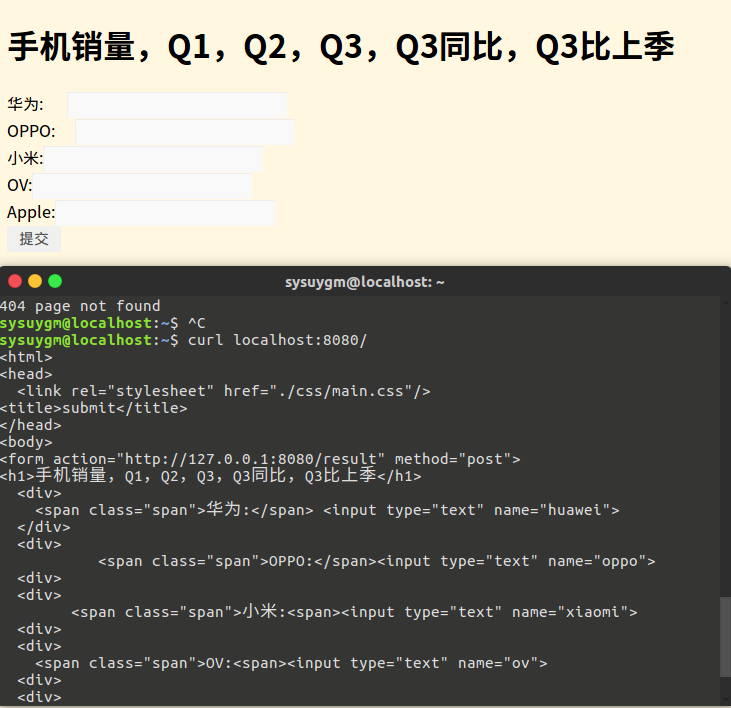 手机销量，Q1，Q2，Q3，Q3同比，Q3比上季
华为:
OPPO:
小米:
OV:
Apple:
提交
sysuygm@localhost: ~
404 page not found
sysuygm@localhost:~$ ^C
sysuygm@localhost:~$ curl localhost:8080/
<html>
<head>
  <link rel="stylesheet" href="./css/main.css"/>
<title>submit</title>
</head>
<body>
<form action="http://127.0.0.1:8080/result" method="post">
<h1>手机销量，Q1，Q2，Q3，Q3同比，Q3比上季</h1>
  <div>
    <span class="span">华为:</span> <input type="text" name="huawei">
  </div>
  <div>
           <span class="span">OPPO:</span><input type="text" name="oppo">
  <div>
  <div>
        <span class="span">小米:<span><input type="text" name="xiaomi">
  <div>
  <div>
    <span class="span">OV:<span><input type="text" name="ov">
  <div>
  <div>